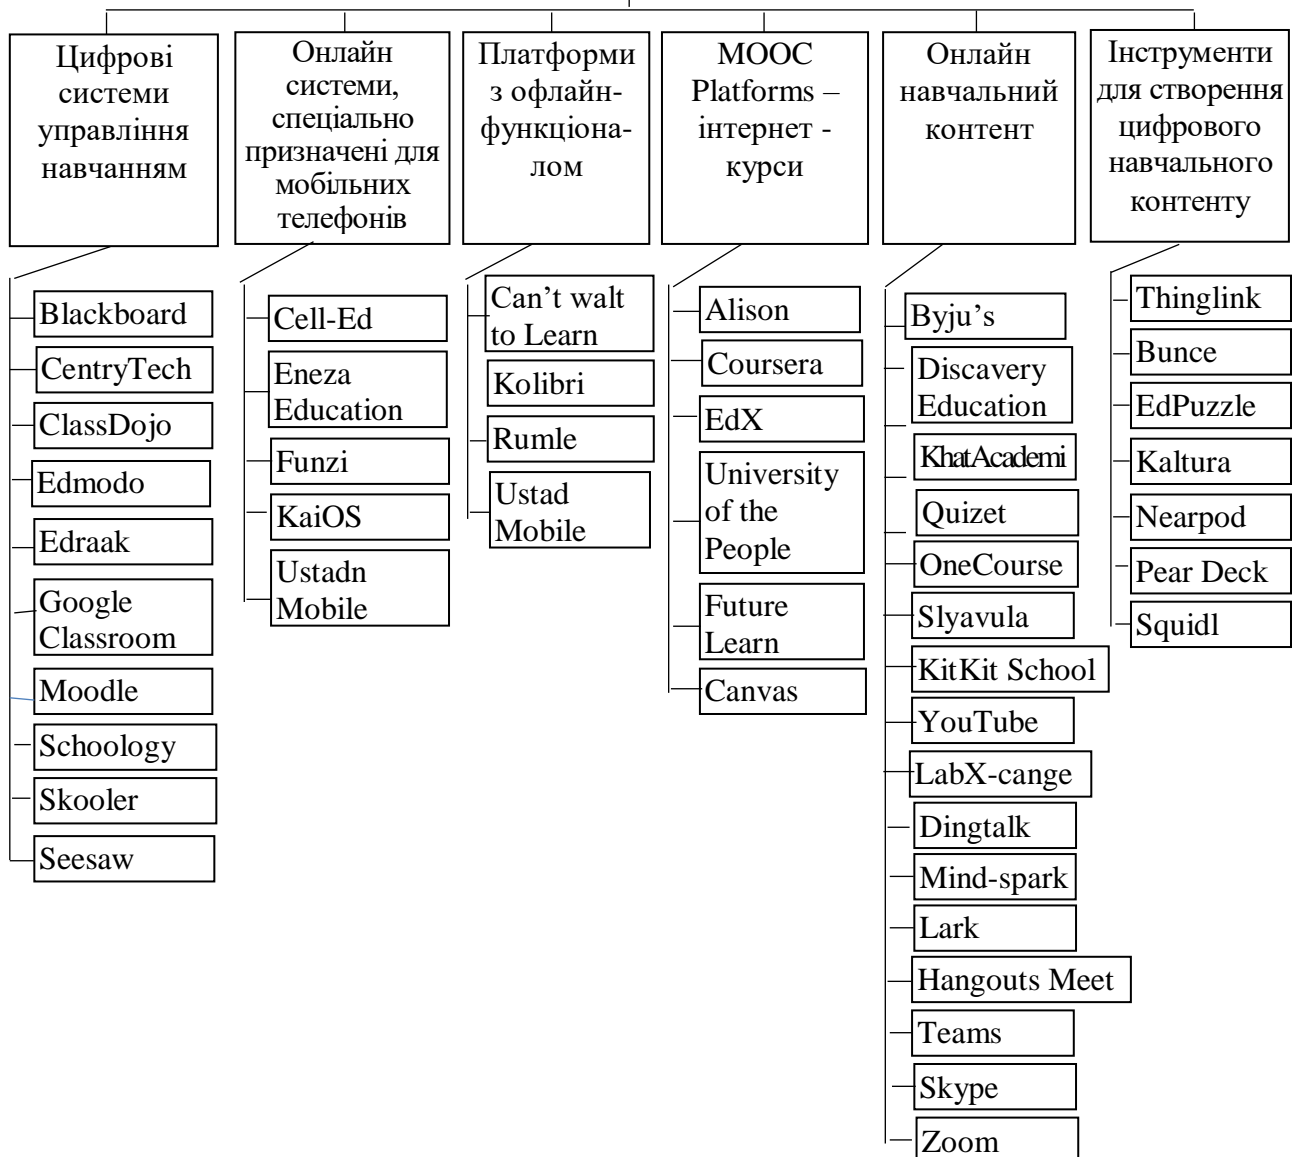 Цифрові
системи
управління
навчанням
Онлайн
системи,
спеціально
призначені для
мобільних
телефонів
Платформи
з офлайн-
функціона-
лом
MOOC
Platforms –
інтернет -
курси
Онлайн
навчальний
контент
Інструменти
для створення
цифрового
навчального
контенту
Blackboard
CentryTech
ClassDojo
Edmodo
Edraak
Google
Classroom
Moodle
Schoology
Skooler
Seesaw
Cell-Ed
Eneza
Education
Funzi
KaiOS
Ustadn
Mobile
Can’t walt
to Learn
Kolibri
Rumle
Ustad
Mobile
Alison
Coursera
EdX
University
of the
People
Future
Learn
Canvas
Byju’s
Discavery
Education
KhatAcademi
Quizet
OneCourse
Slyavula
KitKit School
YouTube
LabX-cange
Dingtalk
Mind-spark
Lark
Hangouts Meet
Teams
Skype
Zoom
Thinglink
Bunce
EdPuzzle
Kaltura
Nearpod
Pear Deck
Squidl